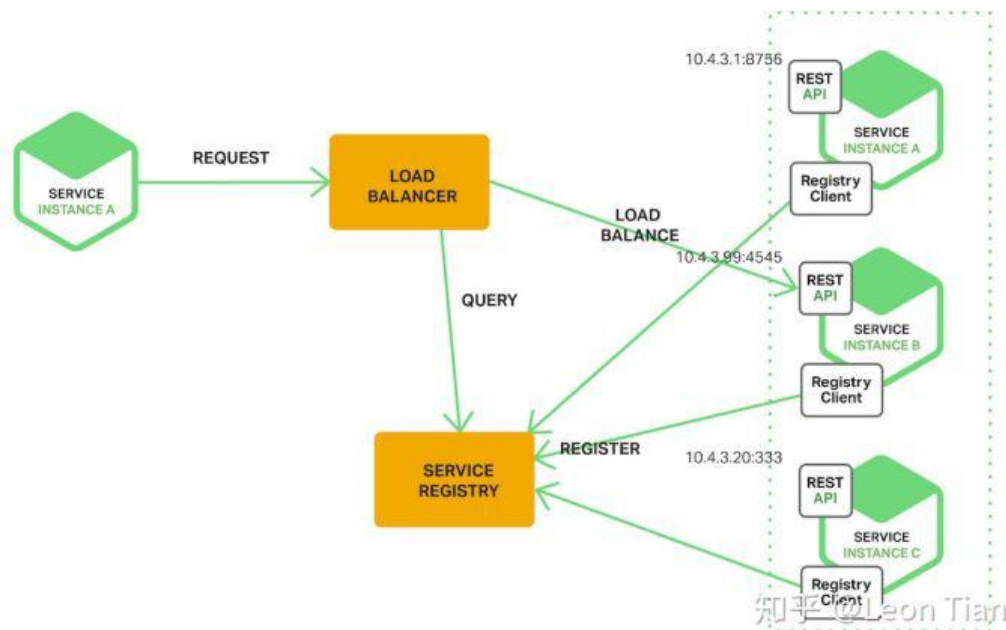 SERVICE
INSTANCE A
REQUEST
LOAD
BALANCER
QUERY
LOAD
BALANCE
SERVICE
REGISTRY
REGISTER
10.4.3.1:8756
REST
API
SERVICE
INSTANCE A
Registry
Client
10.4.3.99:4545
REST
API
SERVICE
INSTANCE B
Registry
Client
10.4.3.20:333
REST
API
SERVICE
INSTANCE C
Registry
Client
知乎 @Leon Tian